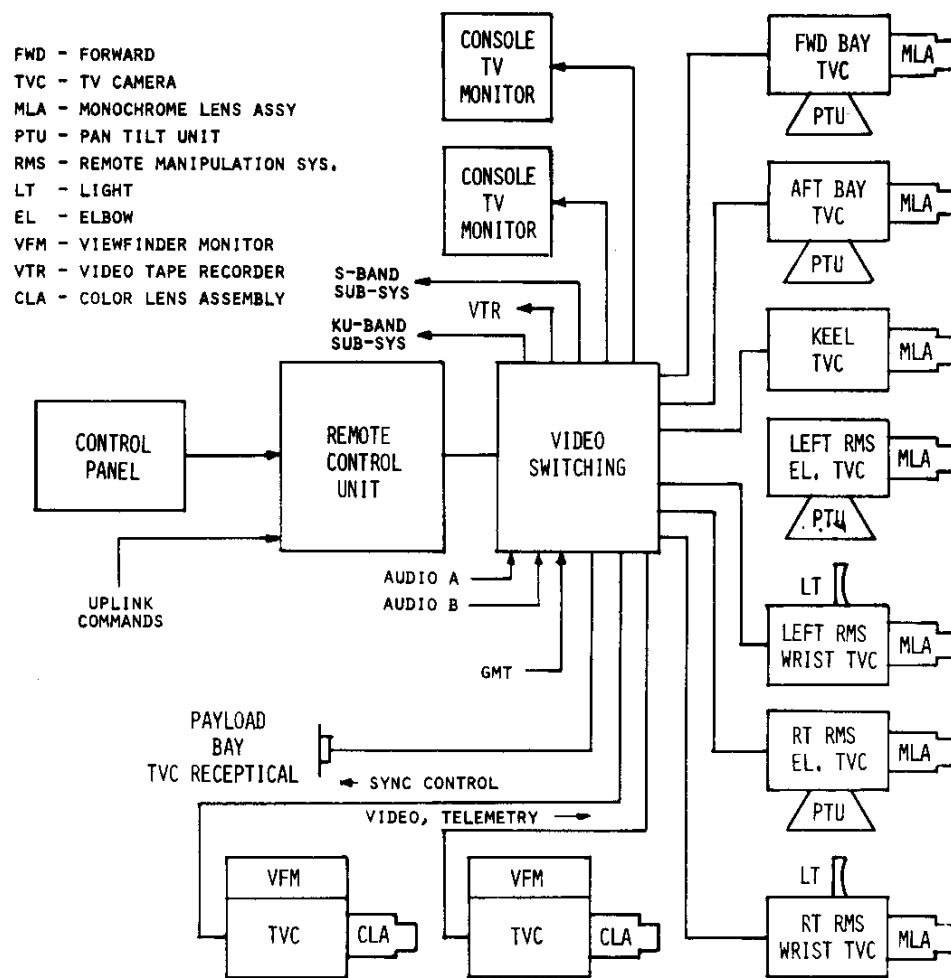 FWD - FORWARD
TVC - TV CAMERA
MLA - MONOCHROME LENS ASSY
PTU - PAN TILT UNIT
RMS - REMOTE MANIPULATION SYS.
LT - LIGHT
EL - ELBOW
VFM - VIEWFINDER MONITOR
VTR - VIDEO TAPE RECORDER
CLA - COLOR LENS ASSEMBLY
CONSOLE
TV
MONITOR
CONSOLE
TV
MONITOR
S-BAND
SUB-SYS
VTR
KU-BAND
SUB-SYS
CONTROL
PANEL
REMOTE
CONTROL
UNIT
VIDEO
SWITCHING
UPLINK
COMMANDS
AUDIO A
AUDIO B
GMT
PAYLOAD
BAY
TVC RECEPTICAL
SYNC CONTROL
VIDEO, TELEMETRY
VFM
TVC
CLA
VFM
TVC
CLA
FWD BAY
TVC
MLA
PTU
AFT BAY
TVC
MLA
PTU
KEEL
TVC
MLA
LEFT RMS
EL. TVC
MLA
PTU
LT
LEFT RMS
WRIST TVC
MLA
RT RMS
EL. TVC
MLA
PTU
LT
RT RMS
WRIST TVC
MLA